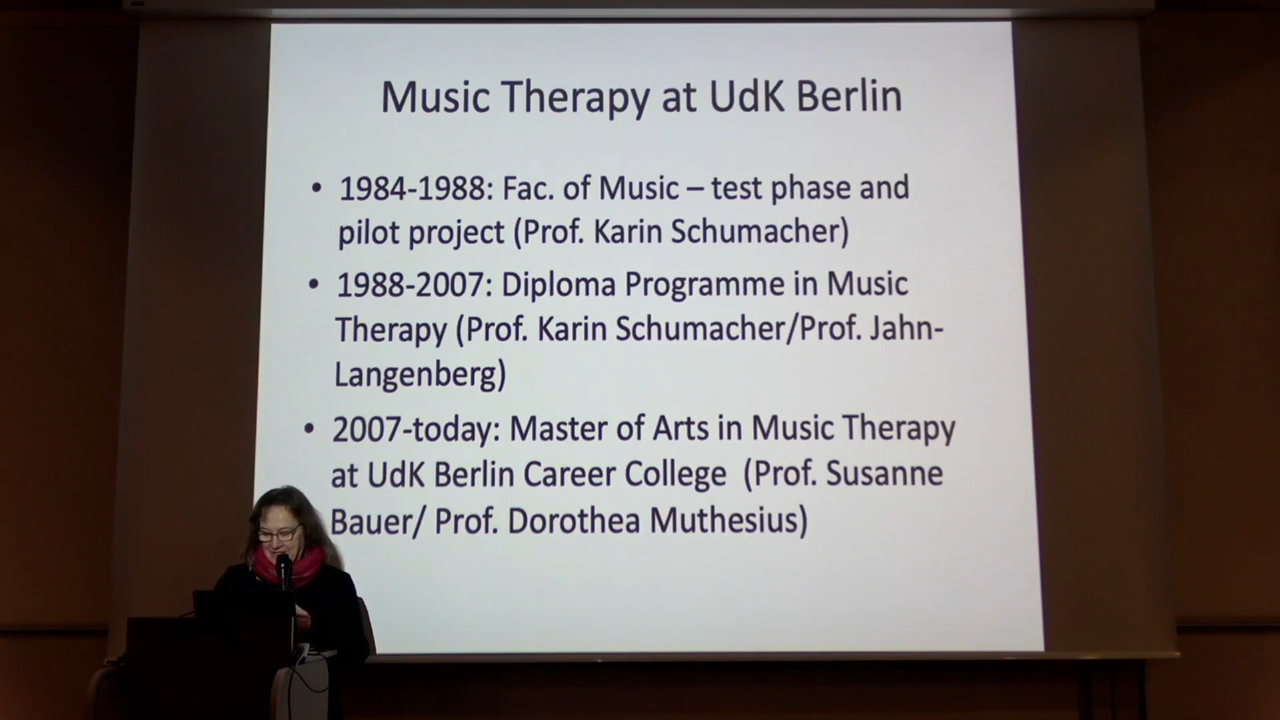 Music Therapy at UdK Berlin
• 1984-1988: Fac. of Music – test phase and
pilot project (Prof. Karin Schumacher)
• 1988-2007: Diploma Programme in Music
Therapy (Prof. Karin Schumacher/Prof. Jahn-
Langenberg)
• 2007-today: Master of Arts in Music Therapy
at UdK Berlin Career College (Prof. Susanne
Bauer/ Prof. Dorothea Muthesius)